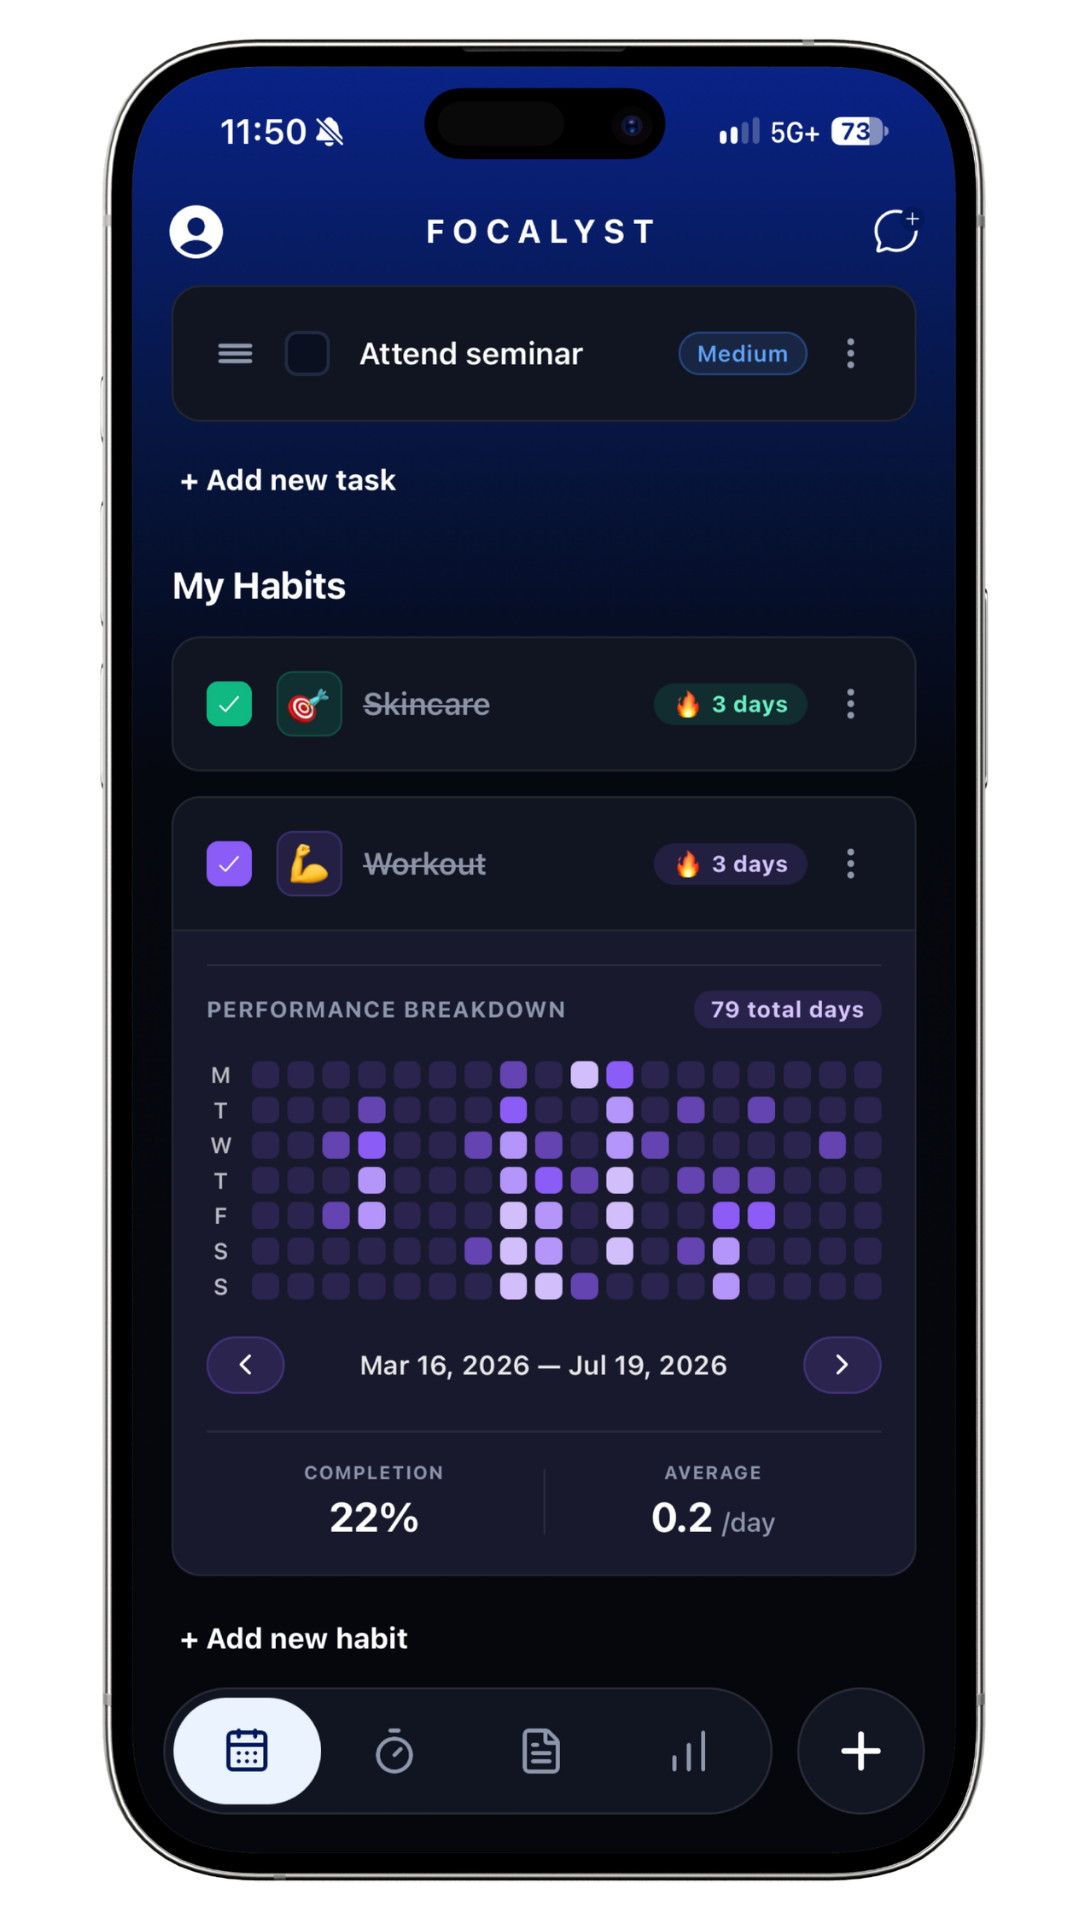 11:50 5G+ 73
FOCALYST
Attend seminar Medium
+ Add new task
My Habits
Skincare 🔥 3 days
Workout 🔥 3 days
PERFORMANCE BREAKDOWN 79 total days
M
T
W
T
F
S
S
Mar 16, 2026 — Jul 19, 2026
COMPLETION AVERAGE
22% 0.2 /day
+ Add new habit